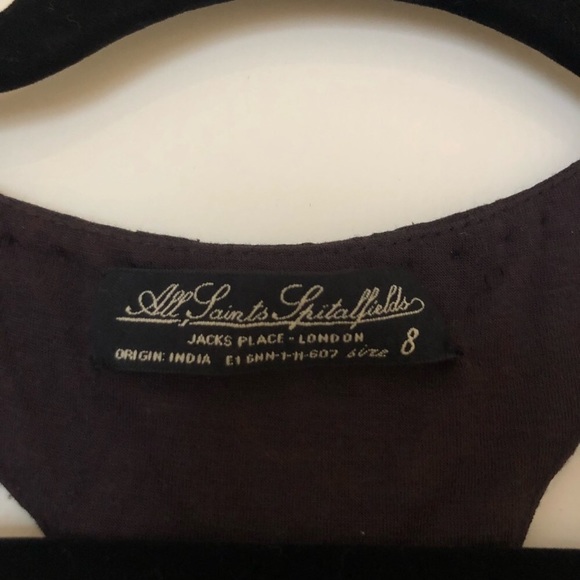 All Saints Spitalfields
JACKS PLACE - LONDON
ORIGIN: INDIA E1 6NN-1-11-607 size 8